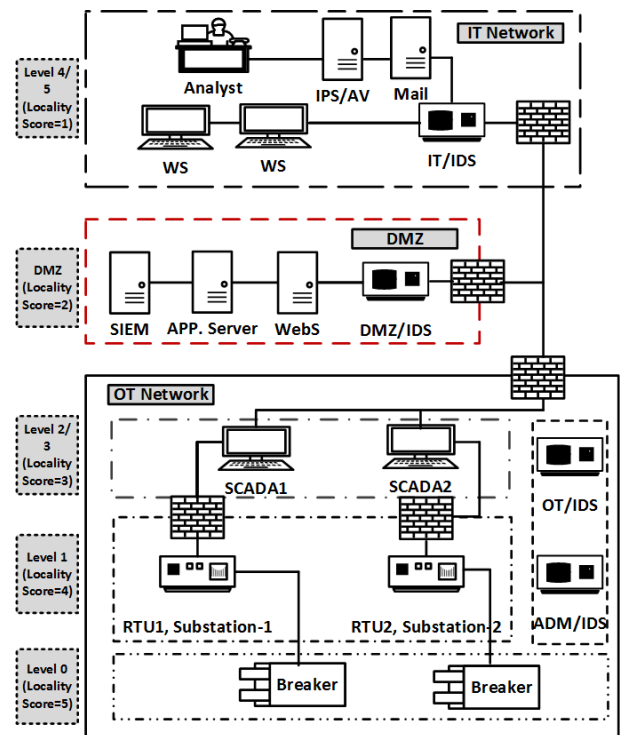 IT Network
Level 4/
5
(Locality
Score=1)
Analyst
IPS/AV
Mail
WS
WS
IT/IDS
DMZ
DMZ
(Locality
Score=2)
SIEM
APP. Server
WebS
DMZ/IDS
OT Network
Level 2/
3
(Locality
Score=3)
SCADA1
SCADA2
OT/IDS
Level 1
(Locality
Score=4)
RTU1, Substation-1
RTU2, Substation-2
ADM/IDS
Level 0
(Locality
Score=5)
Breaker
Breaker